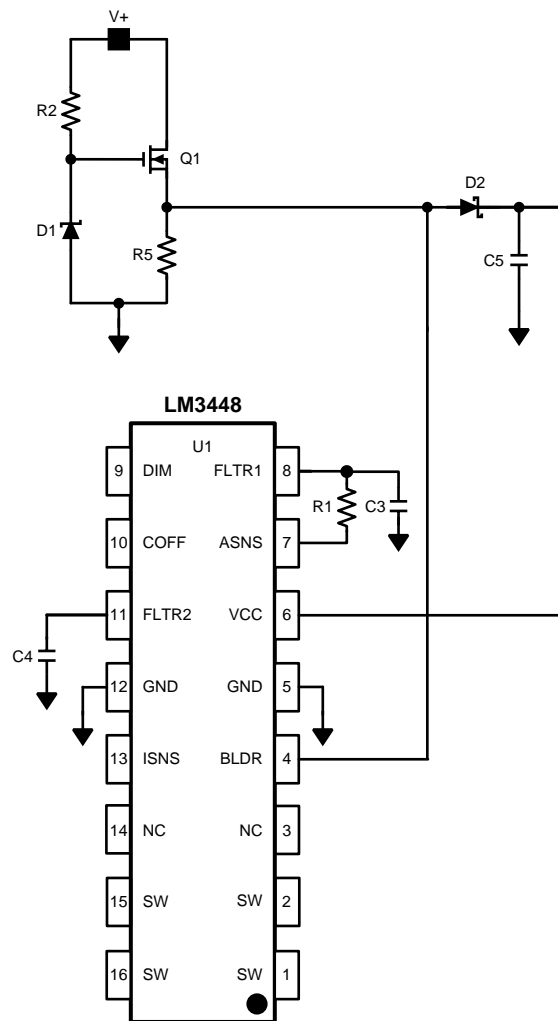 V+
R2
Q1
D1
R5
D2
C5
LM3448
U1
9 DIM FLTR1 8
R1 C3
10 COFF ASNS 7
11 FLTR2 VCC 6
C4
12 GND GND 5
13 ISNS BLDR 4
14 NC NC 3
15 SW SW 2
16 SW SW 1